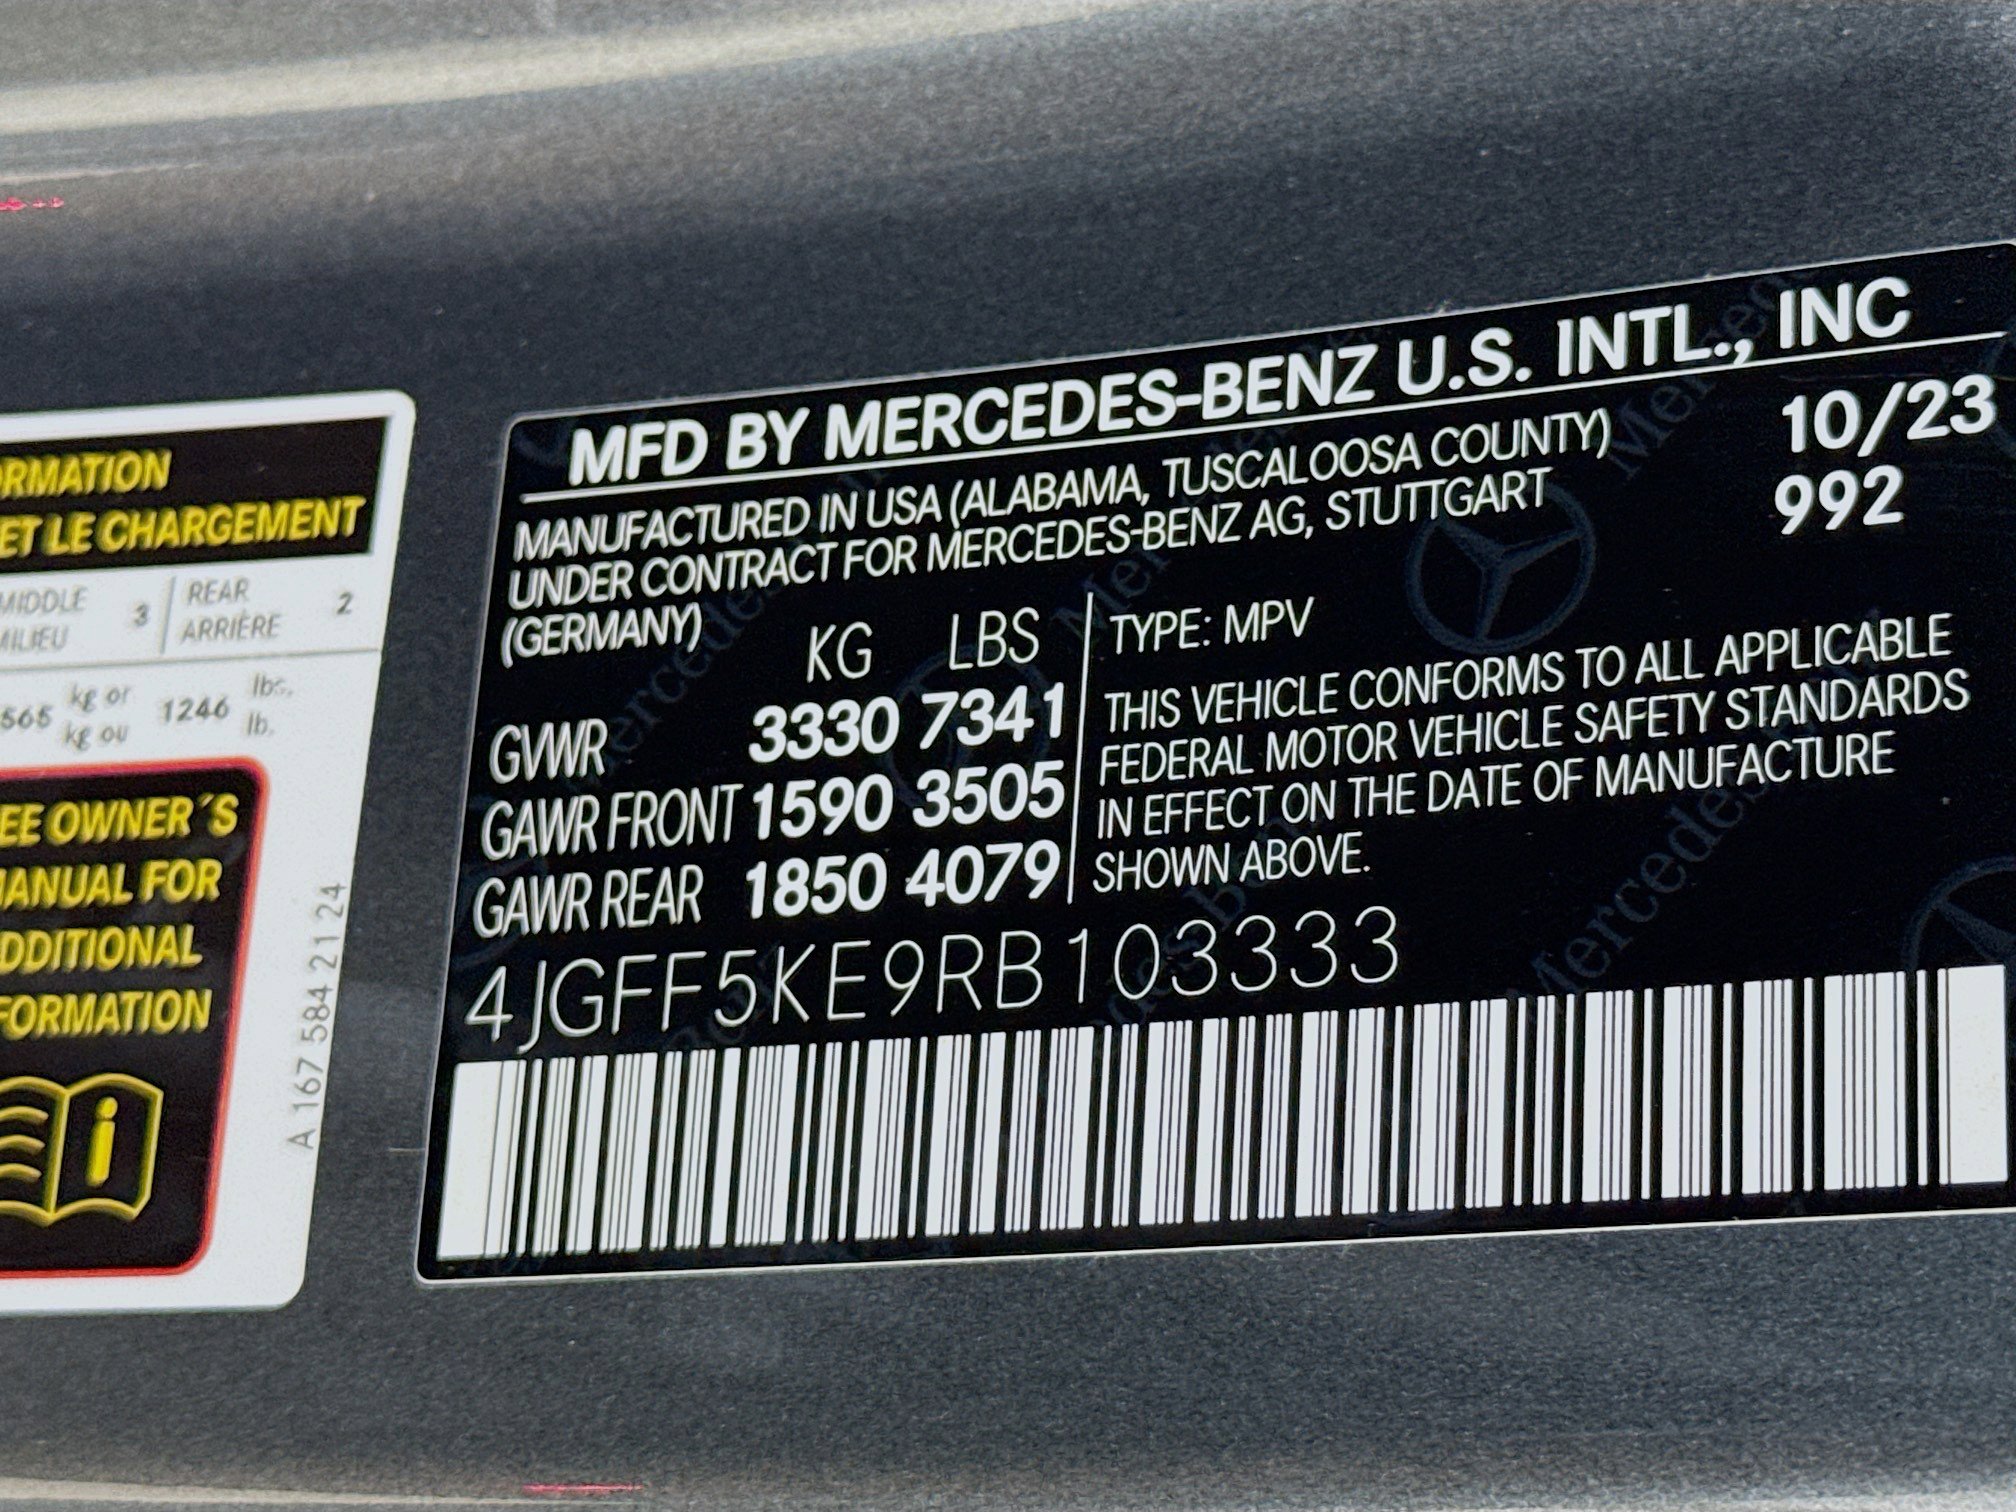 RMATION
ET LE CHARGEMENT
MIDDLE
MILIEU
3
REAR
ARRIÈRE
2
565 kg or 1246 lbs.
kg ou lb.
EE OWNER´S
MANUAL FOR
DDITIONAL
FORMATION
i
A 167 584 21 24
MFD BY MERCEDES-BENZ U.S. INTL., INC
MANUFACTURED IN USA (ALABAMA, TUSCALOOSA COUNTY) 10/23
UNDER CONTRACT FOR MERCEDES-BENZ AG, STUTTGART 992
(GERMANY)
KG LBS
GVWR 3330 7341
GAWR FRONT 1590 3505
GAWR REAR 1850 4079
TYPE: MPV
THIS VEHICLE CONFORMS TO ALL APPLICABLE
FEDERAL MOTOR VEHICLE SAFETY STANDARDS
IN EFFECT ON THE DATE OF MANUFACTURE
SHOWN ABOVE.
4JGFF5KE9RB103333